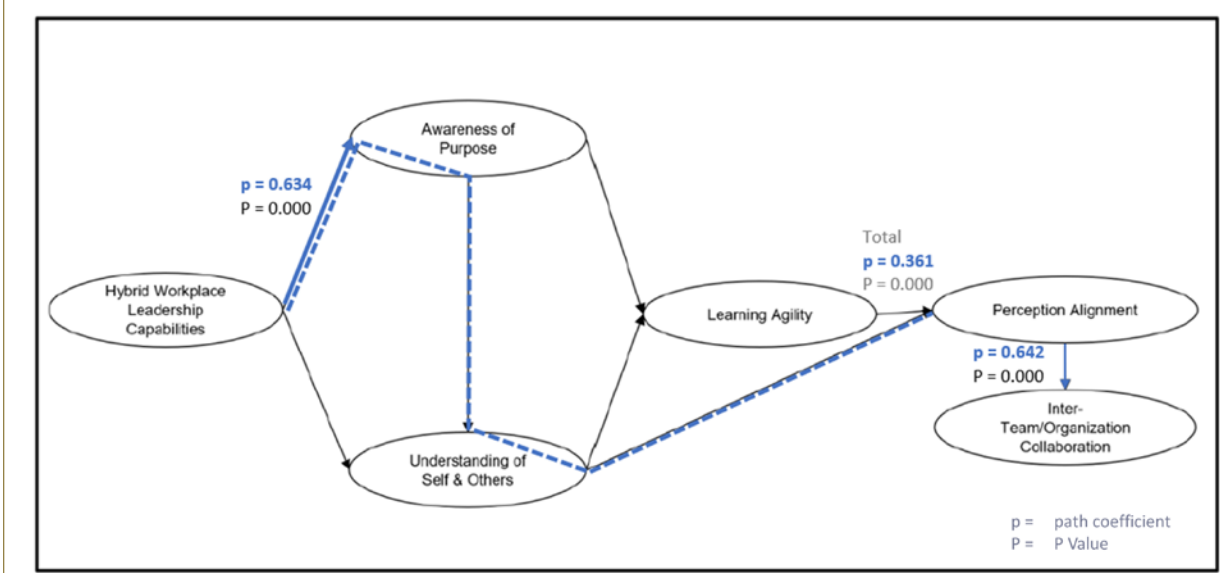 Awareness of
Purpose
p = 0.634
P = 0.000
Hybrid Workplace
Leadership
Capabilities
Total
p = 0.361
P = 0.000
Learning Agility
Perception Alignment
p = 0.642
P = 0.000
Inter-
Team/Organization
Collaboration
Understanding of
Self & Others
p = path coefficient
P = P Value